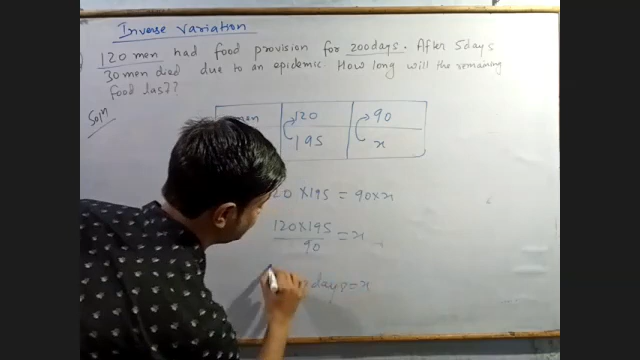 Inverse variation
120 men had food provision for 200 days. After 5 days
30 men died due to an epidemic. How long will the remaining
food last?
Solⁿ
men 120 90
195 x
20 × 195 = 90 × x
120 × 195 / 90 = x
days = x